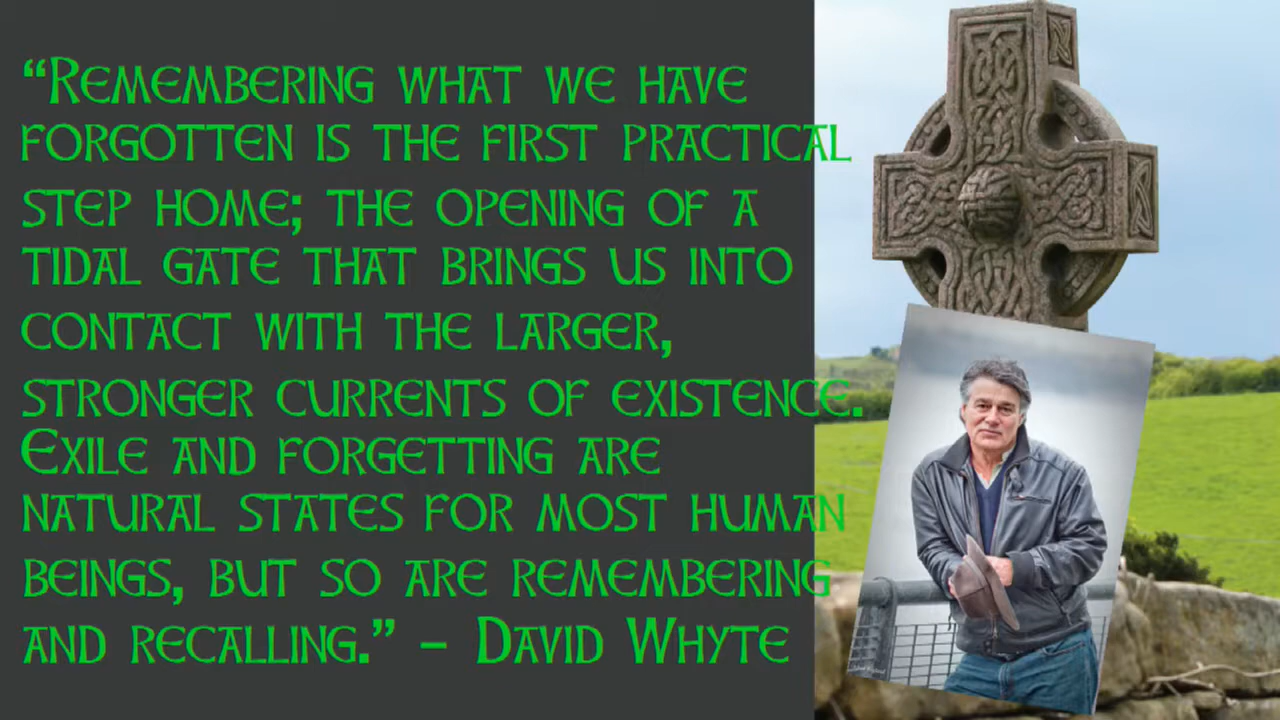 “Remembering what we have
forgotten is the first practical
step home; the opening of a
tidal gate that brings us into
contact with the larger,
stronger currents of existence.
Exile and forgetting are
natural states for most human
beings, but so are remembering
and recalling.” – David Whyte